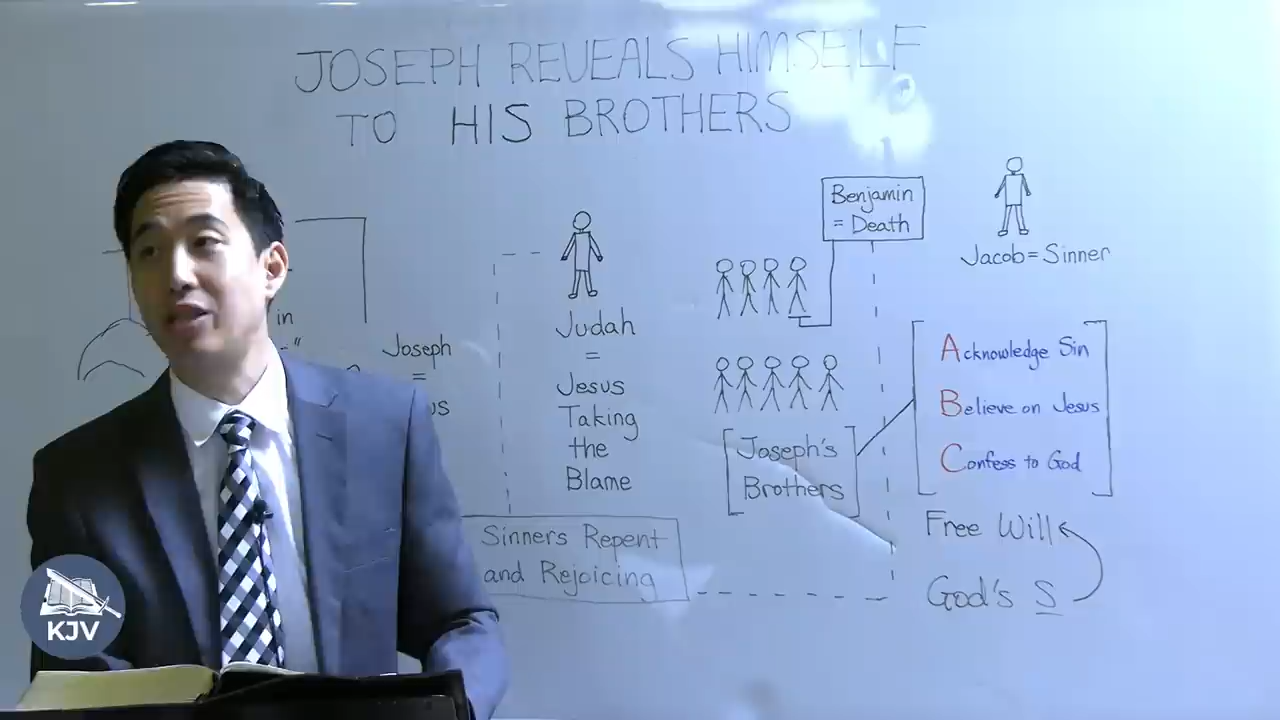 JOSEPH REVEALS HIMSELF
TO HIS BROTHERS
in
Joseph
=
Judah
=
Jesus
Taking
the
Blame
Sinners Repent
and Rejoicing
Benjamin
= Death
Joseph's
Brothers
Jacob = Sinner
Acknowledge Sin
Believe on Jesus
Confess to God
Free Will
God's S
KJV